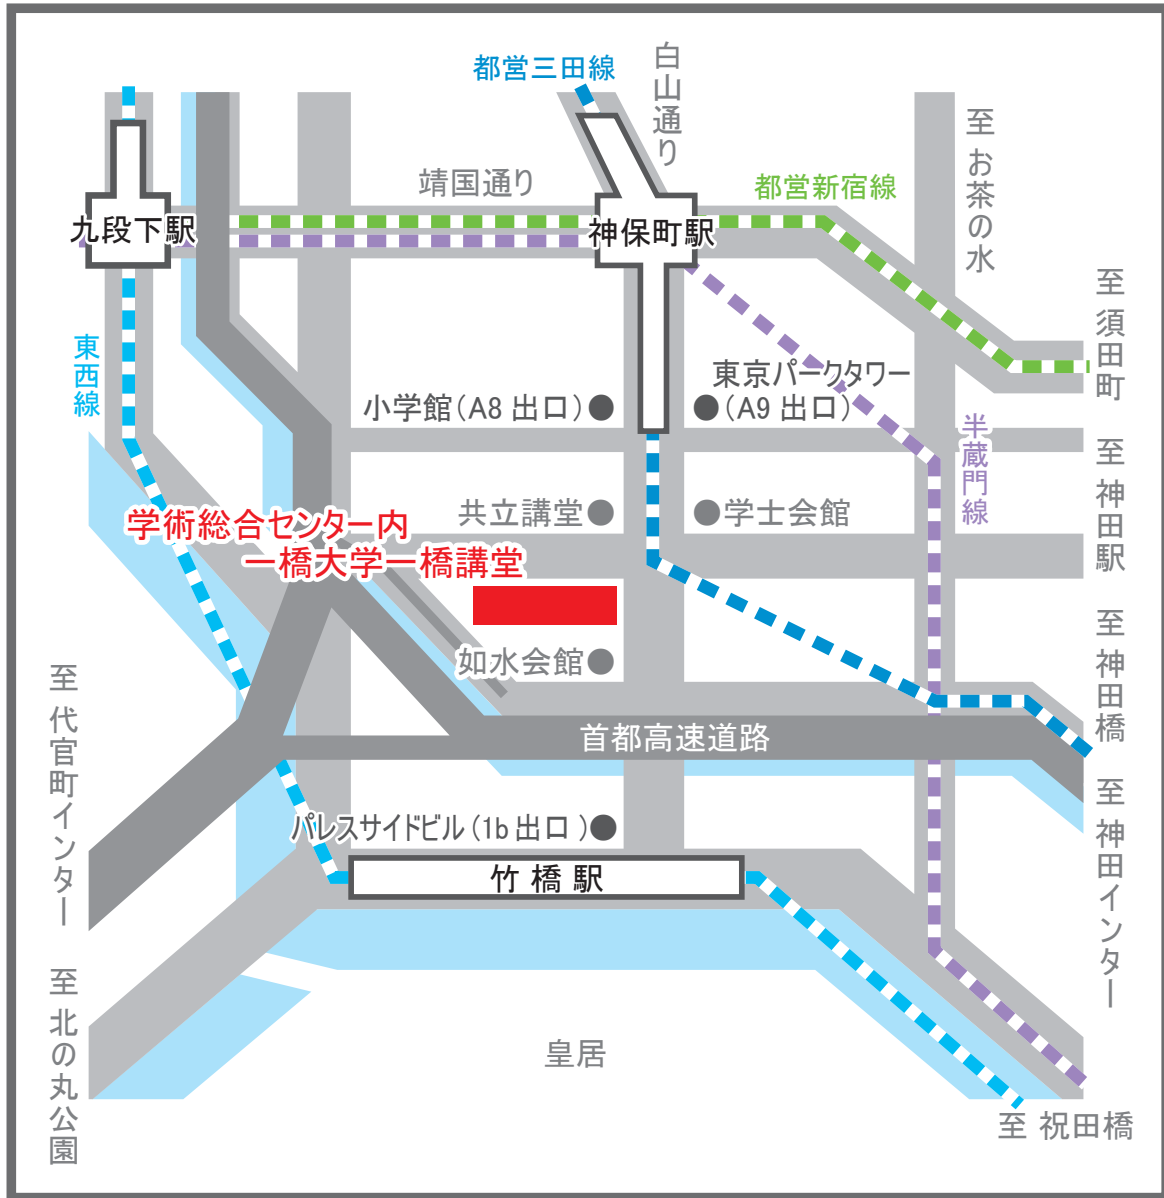 都営三田線
白山通り
靖国通り
都営新宿線
至 お茶の水
九段下駅
神保町駅
至 須田町
東西線
東京パークタワー
小学館(A8 出口)●
●(A9 出口)
半蔵門線
至 神田駅
共立講堂●
●学士会館
学術総合センター内
一橋大学一橋講堂
至 神田橋
如水会館●
至 代官町インター
首都高速道路
至 神田インター
パレスサイドビル(1b 出口 )●
竹 橋 駅
至 北の丸公園
皇居
至 祝田橋